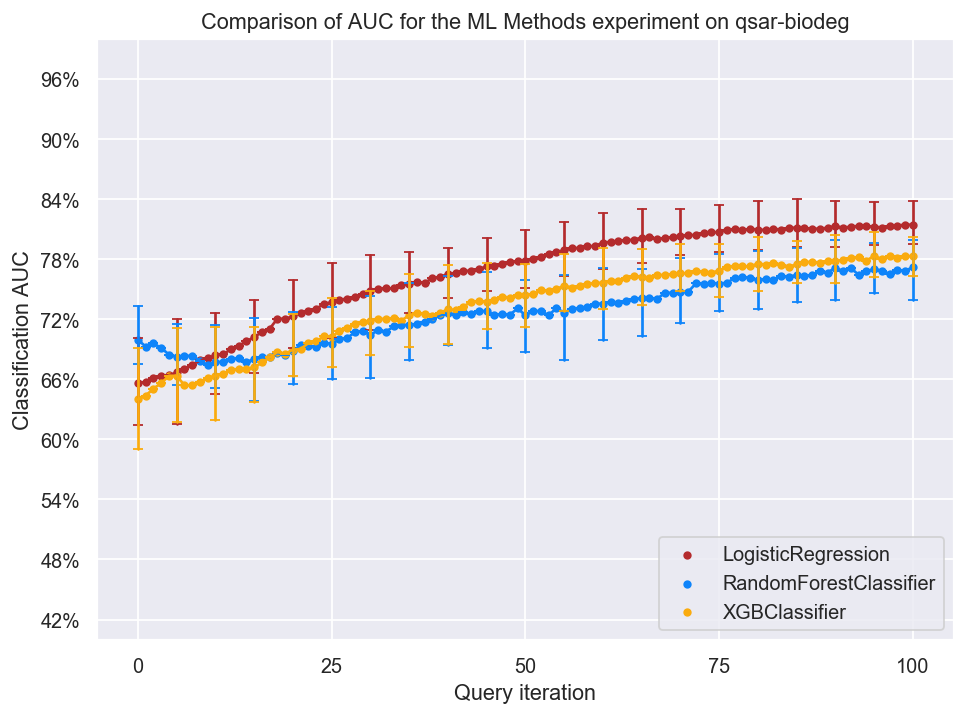 Comparison of AUC for the ML Methods experiment on qsar-biodeg
Classification AUC
96%
90%
84%
78%
72%
66%
60%
54%
48%
42%
0 25 50 75 100
Query iteration
LogisticRegression
RandomForestClassifier
XGBClassifier